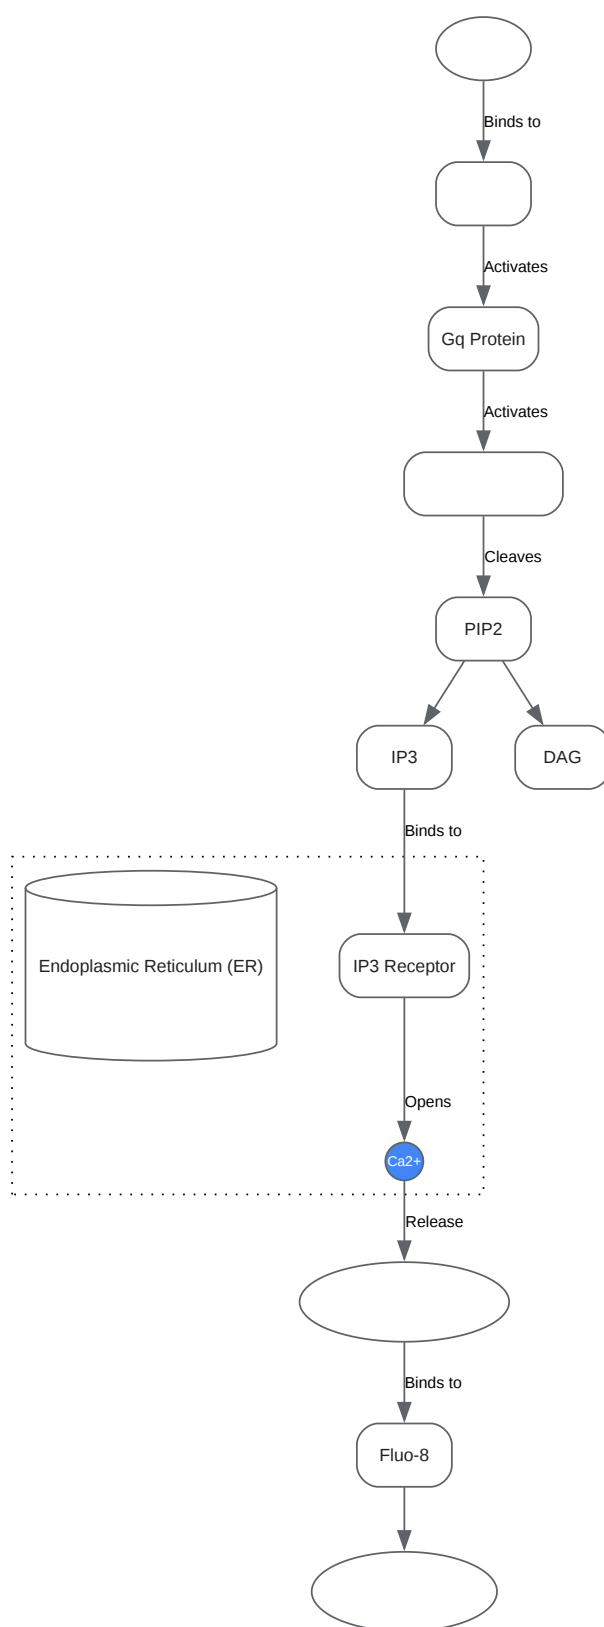 Binds to
Activates
Gq Protein
Activates
Cleaves
PIP2
IP3
DAG
Binds to
Endoplasmic Reticulum (ER)
IP3 Receptor
Opens
Ca2+
Release
Binds to
Fluo-8